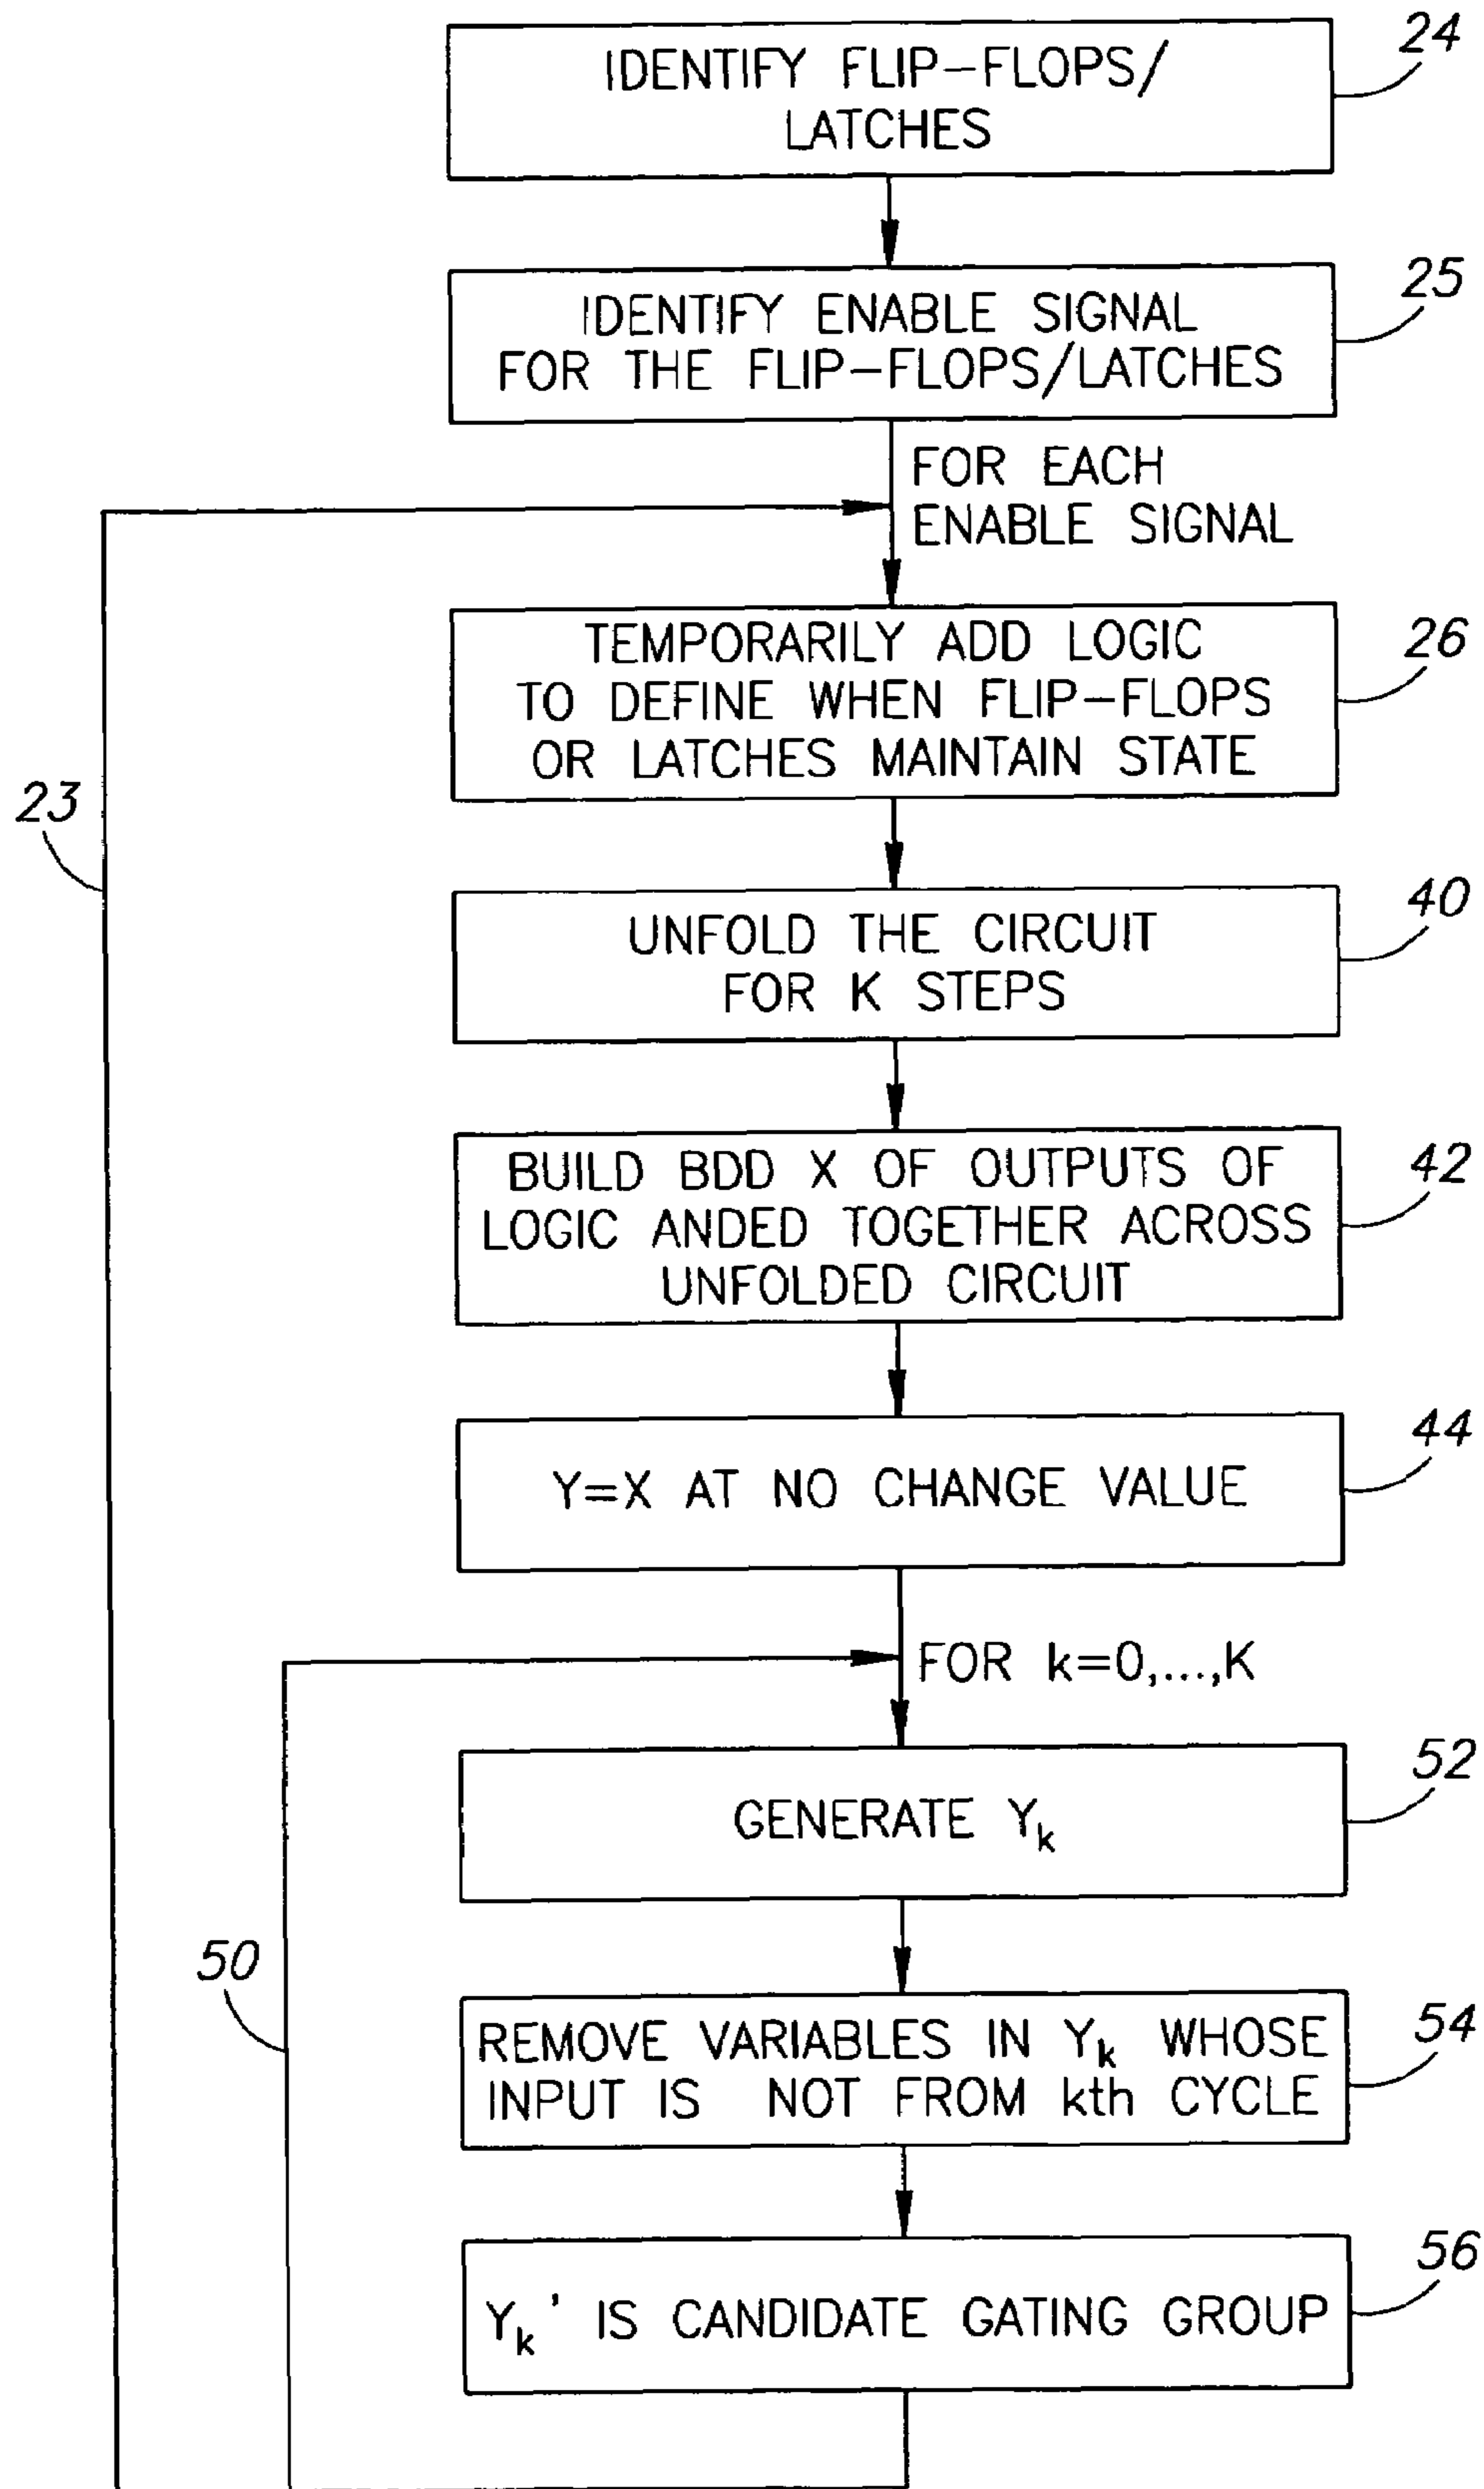 IDENTIFY FLIP-FLOPS/
LATCHES
24
IDENTIFY ENABLE SIGNAL
FOR THE FLIP-FLOPS/LATCHES
25
FOR EACH
ENABLE SIGNAL
TEMPORARILY ADD LOGIC
TO DEFINE WHEN FLIP-FLOPS
OR LATCHES MAINTAIN STATE
26
23
UNFOLD THE CIRCUIT
FOR K STEPS
40
BUILD BDD X OF OUTPUTS OF
LOGIC ANDED TOGETHER ACROSS
UNFOLDED CIRCUIT
42
Y=X AT NO CHANGE VALUE
44
FOR k=0,...,K
GENERATE Yk
52
50
REMOVE VARIABLES IN Yk WHOSE
INPUT IS NOT FROM kth CYCLE
54
Yk' IS CANDIDATE GATING GROUP
56